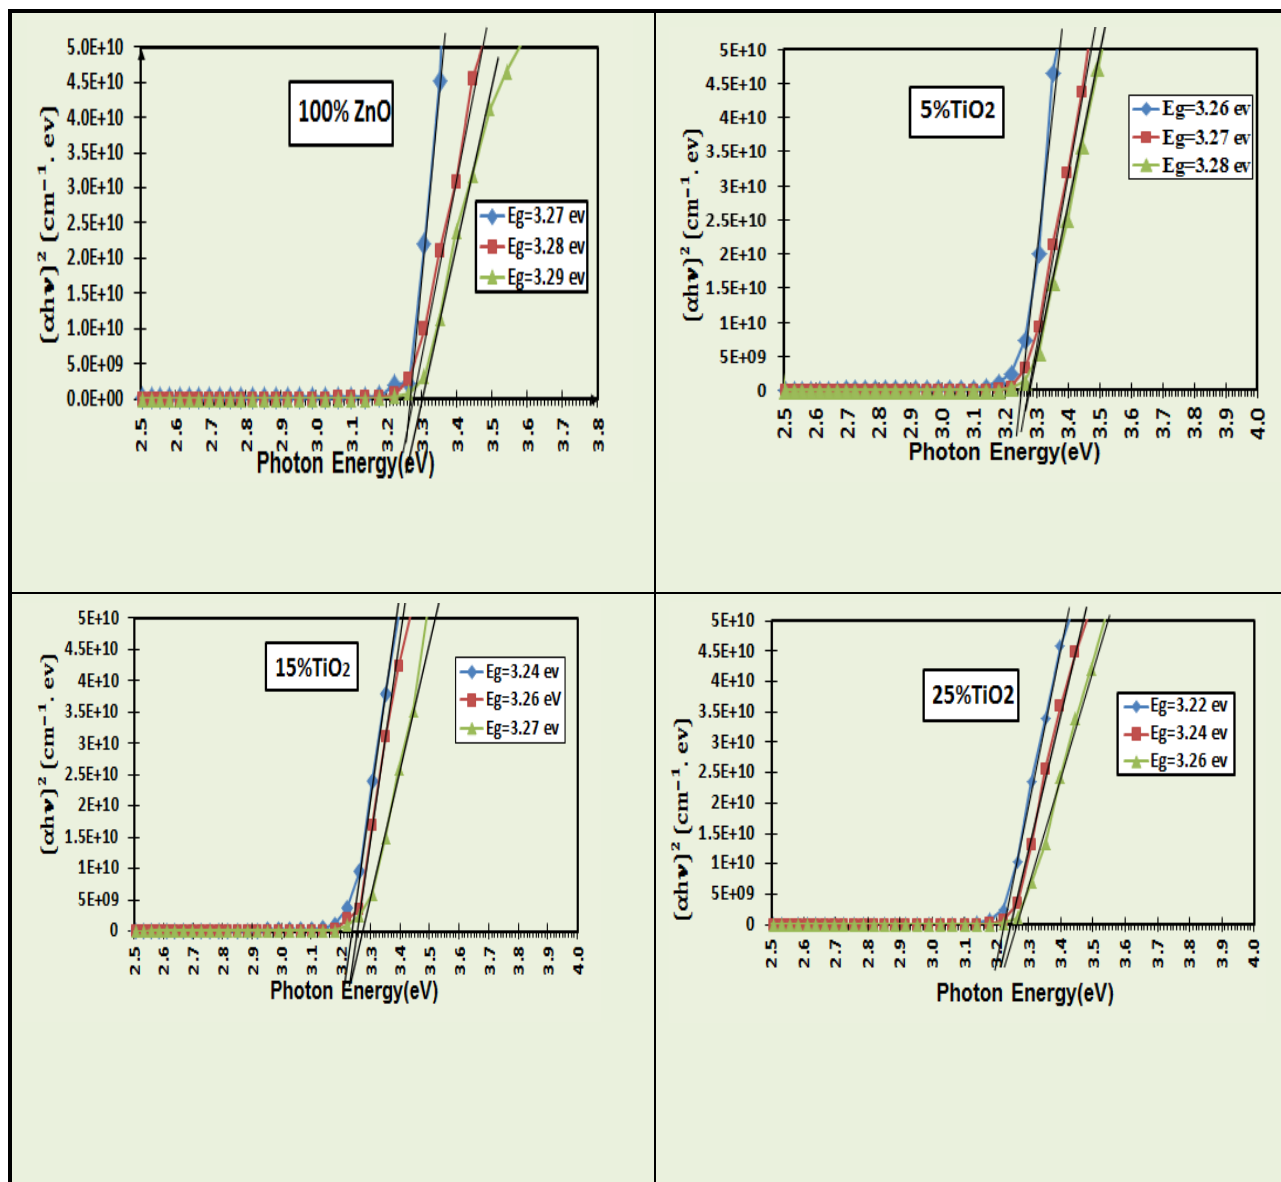 100% ZnO
(αhν)² (cm⁻¹. ev)
5.0E+10
4.5E+10
4.0E+10
3.5E+10
3.0E+10
2.5E+10
2.0E+10
1.5E+10
1.0E+10
5.0E+09
0.0E+00
Eg=3.27 ev
Eg=3.28 ev
Eg=3.29 ev
2.5 2.6 2.7 2.8 2.9 3.0 3.1 3.2 3.3 3.4 3.5 3.6 3.7 3.8
Photon Energy(eV)
5%TiO2
(αhν)² (cm⁻¹. ev)
5E+10
4.5E+10
4E+10
3.5E+10
3E+10
2.5E+10
2E+10
1.5E+10
1E+10
5E+09
0
Eg=3.26 ev
Eg=3.27 ev
Eg=3.28 ev
2.5 2.6 2.7 2.8 2.9 3.0 3.1 3.2 3.3 3.4 3.5 3.6 3.7 3.8 3.9 4.0
Photon Energy(eV)
15%TiO2
(αhν)² (cm⁻¹. ev)
5E+10
4.5E+10
4E+10
3.5E+10
3E+10
2.5E+10
2E+10
1.5E+10
1E+10
5E+09
0
Eg=3.24 ev
Eg=3.26 eV
Eg=3.27 ev
2.5 2.6 2.7 2.8 2.9 3.0 3.1 3.2 3.3 3.4 3.5 3.6 3.7 3.8 3.9 4.0
Photon Energy(eV)
25%TiO2
(αhν)² (cm⁻¹. ev)
5E+10
4.5E+10
4E+10
3.5E+10
3E+10
2.5E+10
2E+10
1.5E+10
1E+10
5E+09
0
Eg=3.22 ev
Eg=3.24 ev
Eg=3.26 ev
2.5 2.6 2.7 2.8 2.9 3.0 3.1 3.2 3.3 3.4 3.5 3.6 3.7 3.8 3.9 4.0
Photon Energy(eV)